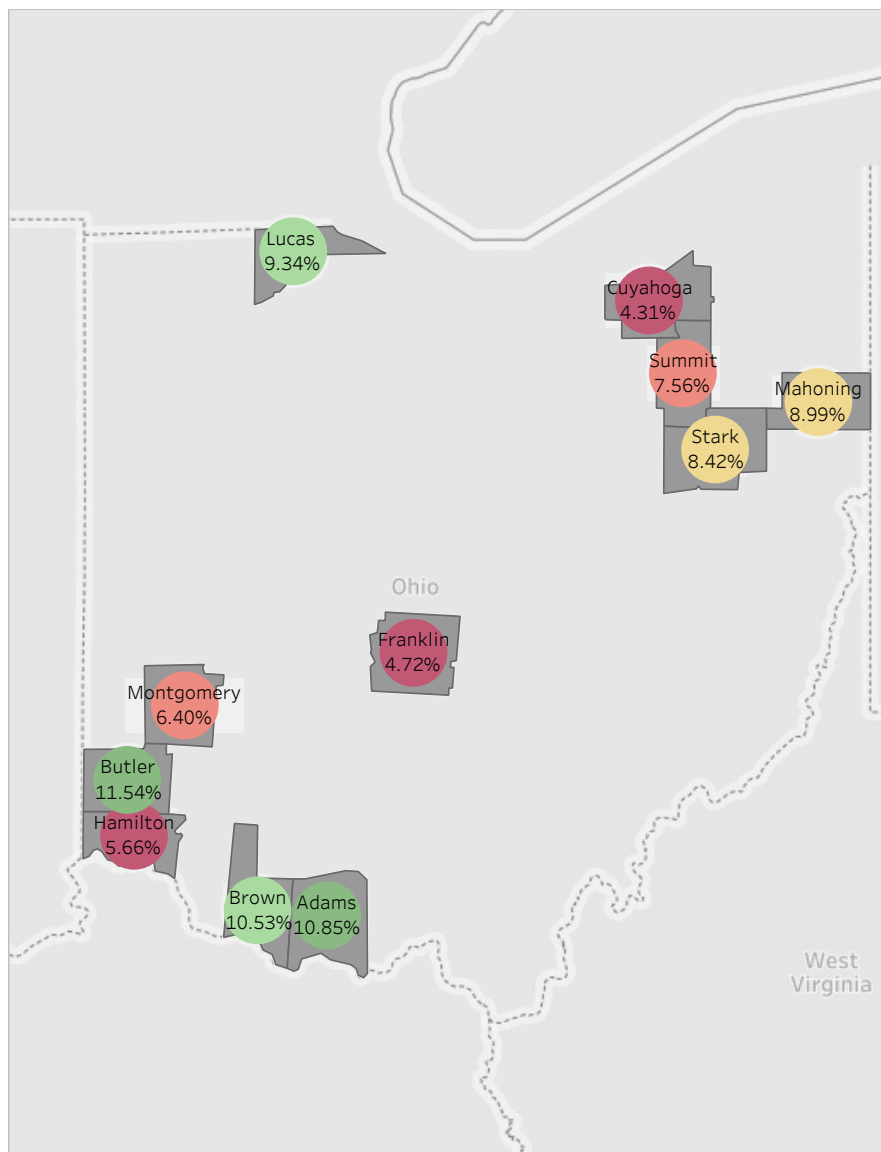 Lucas
9.34%
Cuyahoga
4.31%
Summit
7.56%
Mahoning
8.99%
Stark
8.42%
Ohio
Franklin
4.72%
Montgomery
6.40%
Butler
11.54%
Hamilton
5.66%
Brown
10.53%
Adams
10.85%
West
Virginia